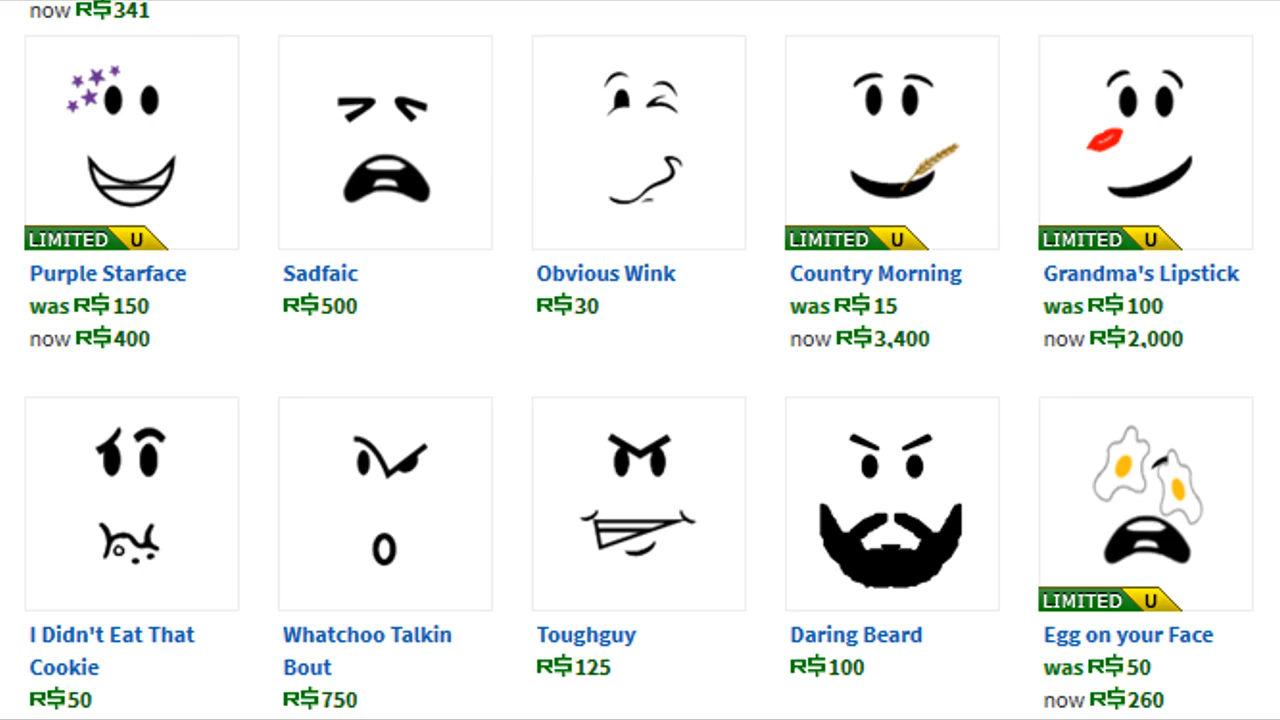 now R$341
LIMITED U
LIMITED U
LIMITED U
Purple Starface
was R$150
now R$400
Sadfaic
R$500
Obvious Wink
R$30
Country Morning
was R$15
now R$3,400
Grandma's Lipstick
was R$100
now R$2,000
LIMITED U
I Didn't Eat That
Cookie
R$50
Whatchoo Talkin
Bout
R$750
Toughguy
R$125
Daring Beard
R$100
Egg on your Face
was R$50
now R$260